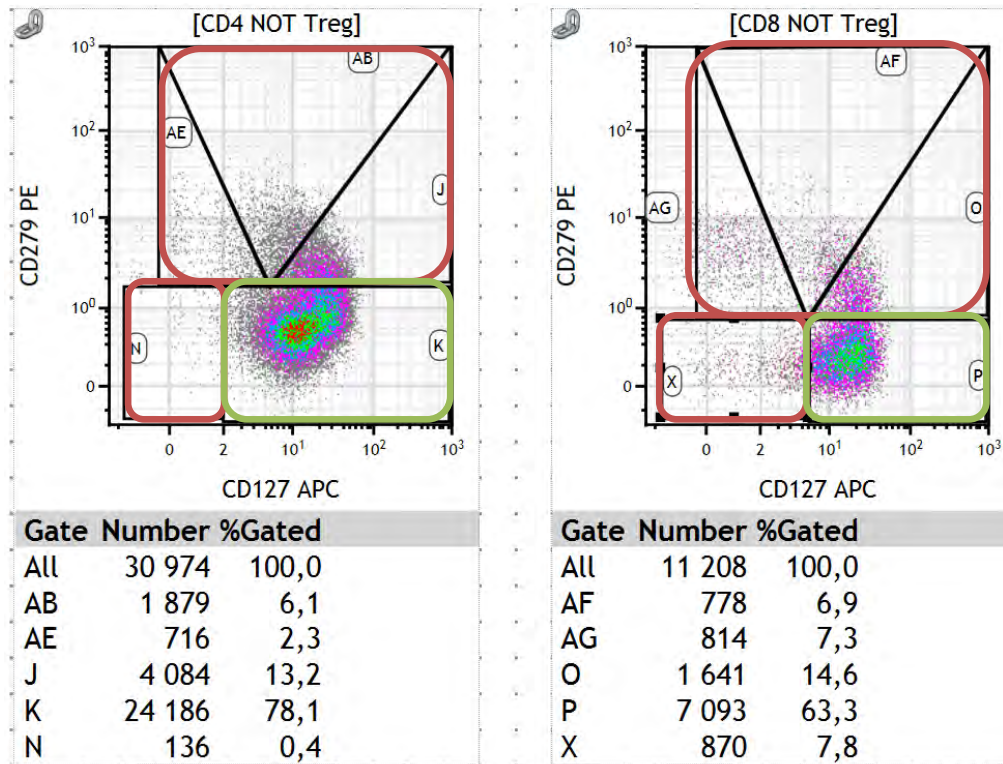 [CD4 NOT Treg]
10³
10²
10¹
10⁰
0
CD279 PE
AB
AE
J
N
K
0 2 10¹ 10² 10³
CD127 APC
Gate Number %Gated
All 30 974 100,0
AB 1 879 6,1
AE 716 2,3
J 4 084 13,2
K 24 186 78,1
N 136 0,4
[CD8 NOT Treg]
10³
10²
10¹
10⁰
0
CD279 PE
AF
AG
O
X
P
0 2 10¹ 10² 10³
CD127 APC
Gate Number %Gated
All 11 208 100,0
AF 778 6,9
AG 814 7,3
O 1 641 14,6
P 7 093 63,3
X 870 7,8